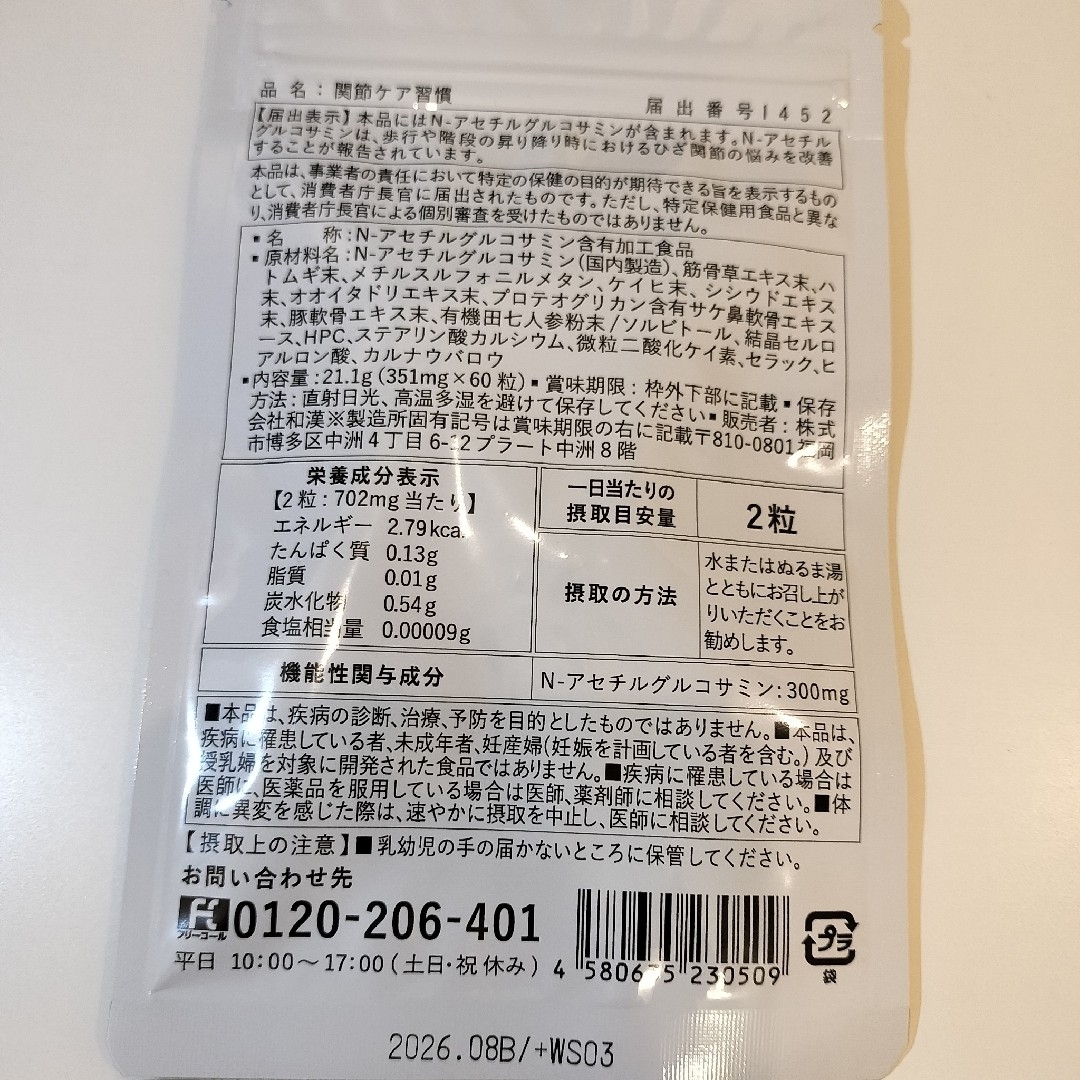 品名：関節ケア習慣
届出番号I452
【届出表示】本品にはN-アセチルグルコサミンが含まれます。N-アセチル
グルコサミンは、歩行や階段の昇り降り時におけるひざ関節の悩みを改善
することが報告されています。
本品は、事業者の責任において特定の保健の目的が期待できる旨を表示するもの
として、消費者庁長官に届出されたものです。ただし、特定保健用食品と異な
り、消費者庁長官による個別審査を受けたものではありません。
▪名　　称：N-アセチルグルコサミン含有加工食品
▪原材料名：N-アセチルグルコサミン（国内製造）、筋骨草エキス末、ハ
トムギ末、メチルスルフォニルメタン、ケイヒ末、シシウドエキス
末、オオイタドリエキス末、プロテオグリカン含有サケ鼻軟骨エキス
末、豚軟骨エキス末、有機田七人参粉末/ソルビトール、結晶セルロ
ース、HPC、ステアリン酸カルシウム、微粒二酸化ケイ素、セラック、ヒ
アルロン酸、カルナウバロウ
▪内容量：21.1g（351mg×60粒）▪賞味期限：枠外下部に記載▪保存
方法：直射日光、高温多湿を避けて保存してください▪販売者：株式
会社和漢※製造所固有記号は賞味期限の右に記載〒810-0801福岡
市博多区中洲4丁目6-12プラート中洲8階
栄養成分表示
【2粒：702mg当たり】
エネルギー 2.79kcal
たんぱく質 0.13g
脂質 0.01g
炭水化物 0.54g
食塩相当量 0.00009g
一日当たりの
摂取目安量
2粒
摂取の方法
水またはぬるま湯
とともにお召し上が
りいただくことをお
勧めします。
機能性関与成分
N-アセチルグルコサミン：300mg
■本品は、疾病の診断、治療、予防を目的としたものではありません。■本品は、
疾病に罹患している者、未成年者、妊産婦（妊娠を計画している者を含む。）及び
授乳婦を対象に開発された食品ではありません。■疾病に罹患している場合は
医師に、医薬品を服用している場合は医師、薬剤師に相談してください。■体
調に異変を感じた際は、速やかに摂取を中止し、医師に相談してください。
【摂取上の注意】■乳幼児の手の届かないところに保管してください。
お問い合わせ先
フリーコール
0120-206-401
平日 10:00～17:00（土日・祝休み）
4 580675 230509
プラ
袋
2026.08B/+WS03